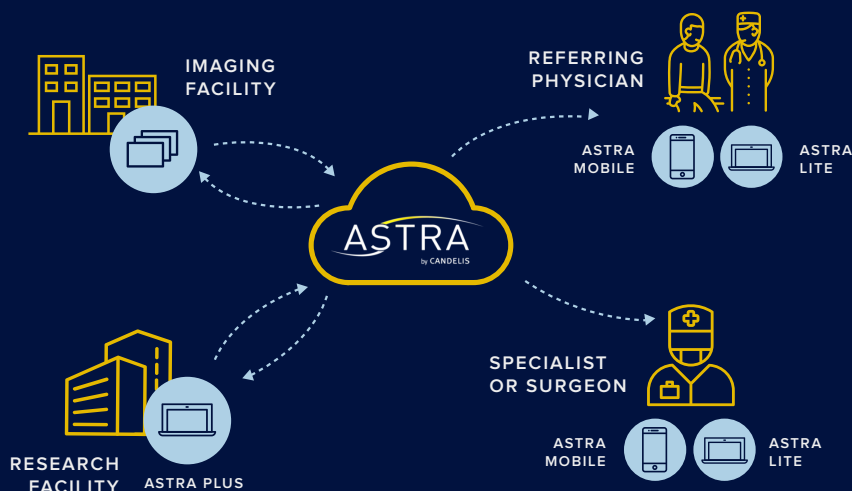 IMAGING
FACILITY
REFERRING
PHYSICIAN
ASTRA
MOBILE
ASTRA
LITE
ASTRA
by CANDELIS
SPECIALIST
OR SURGEON
ASTRA
MOBILE
ASTRA
LITE
RESEARCH
FACILITY
ASTRA PLUS